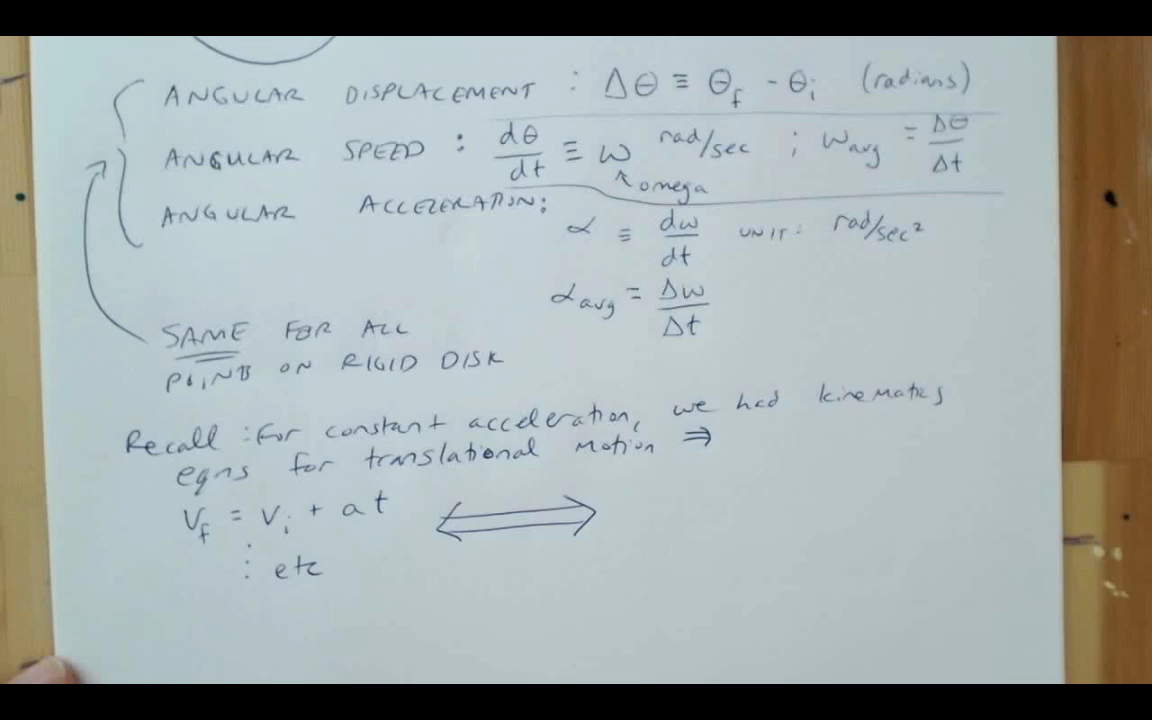 ANGULAR DISPLACEMENT : Δθ ≡ θf - θi (radians)
ANGULAR SPEED : dθ/dt ≡ ω rad/sec ; ωavg = Δθ/Δt
↖ omega
ANGULAR ACCELERATION: α ≡ dω/dt UNIT: rad/sec²
αavg = Δω/Δt
SAME FOR ALL
POINTS ON RIGID DISK
Recall : For constant acceleration, we had kinematics
eqns for translational motion ⇒
Vf = Vi + at ⟺
⋮ etc